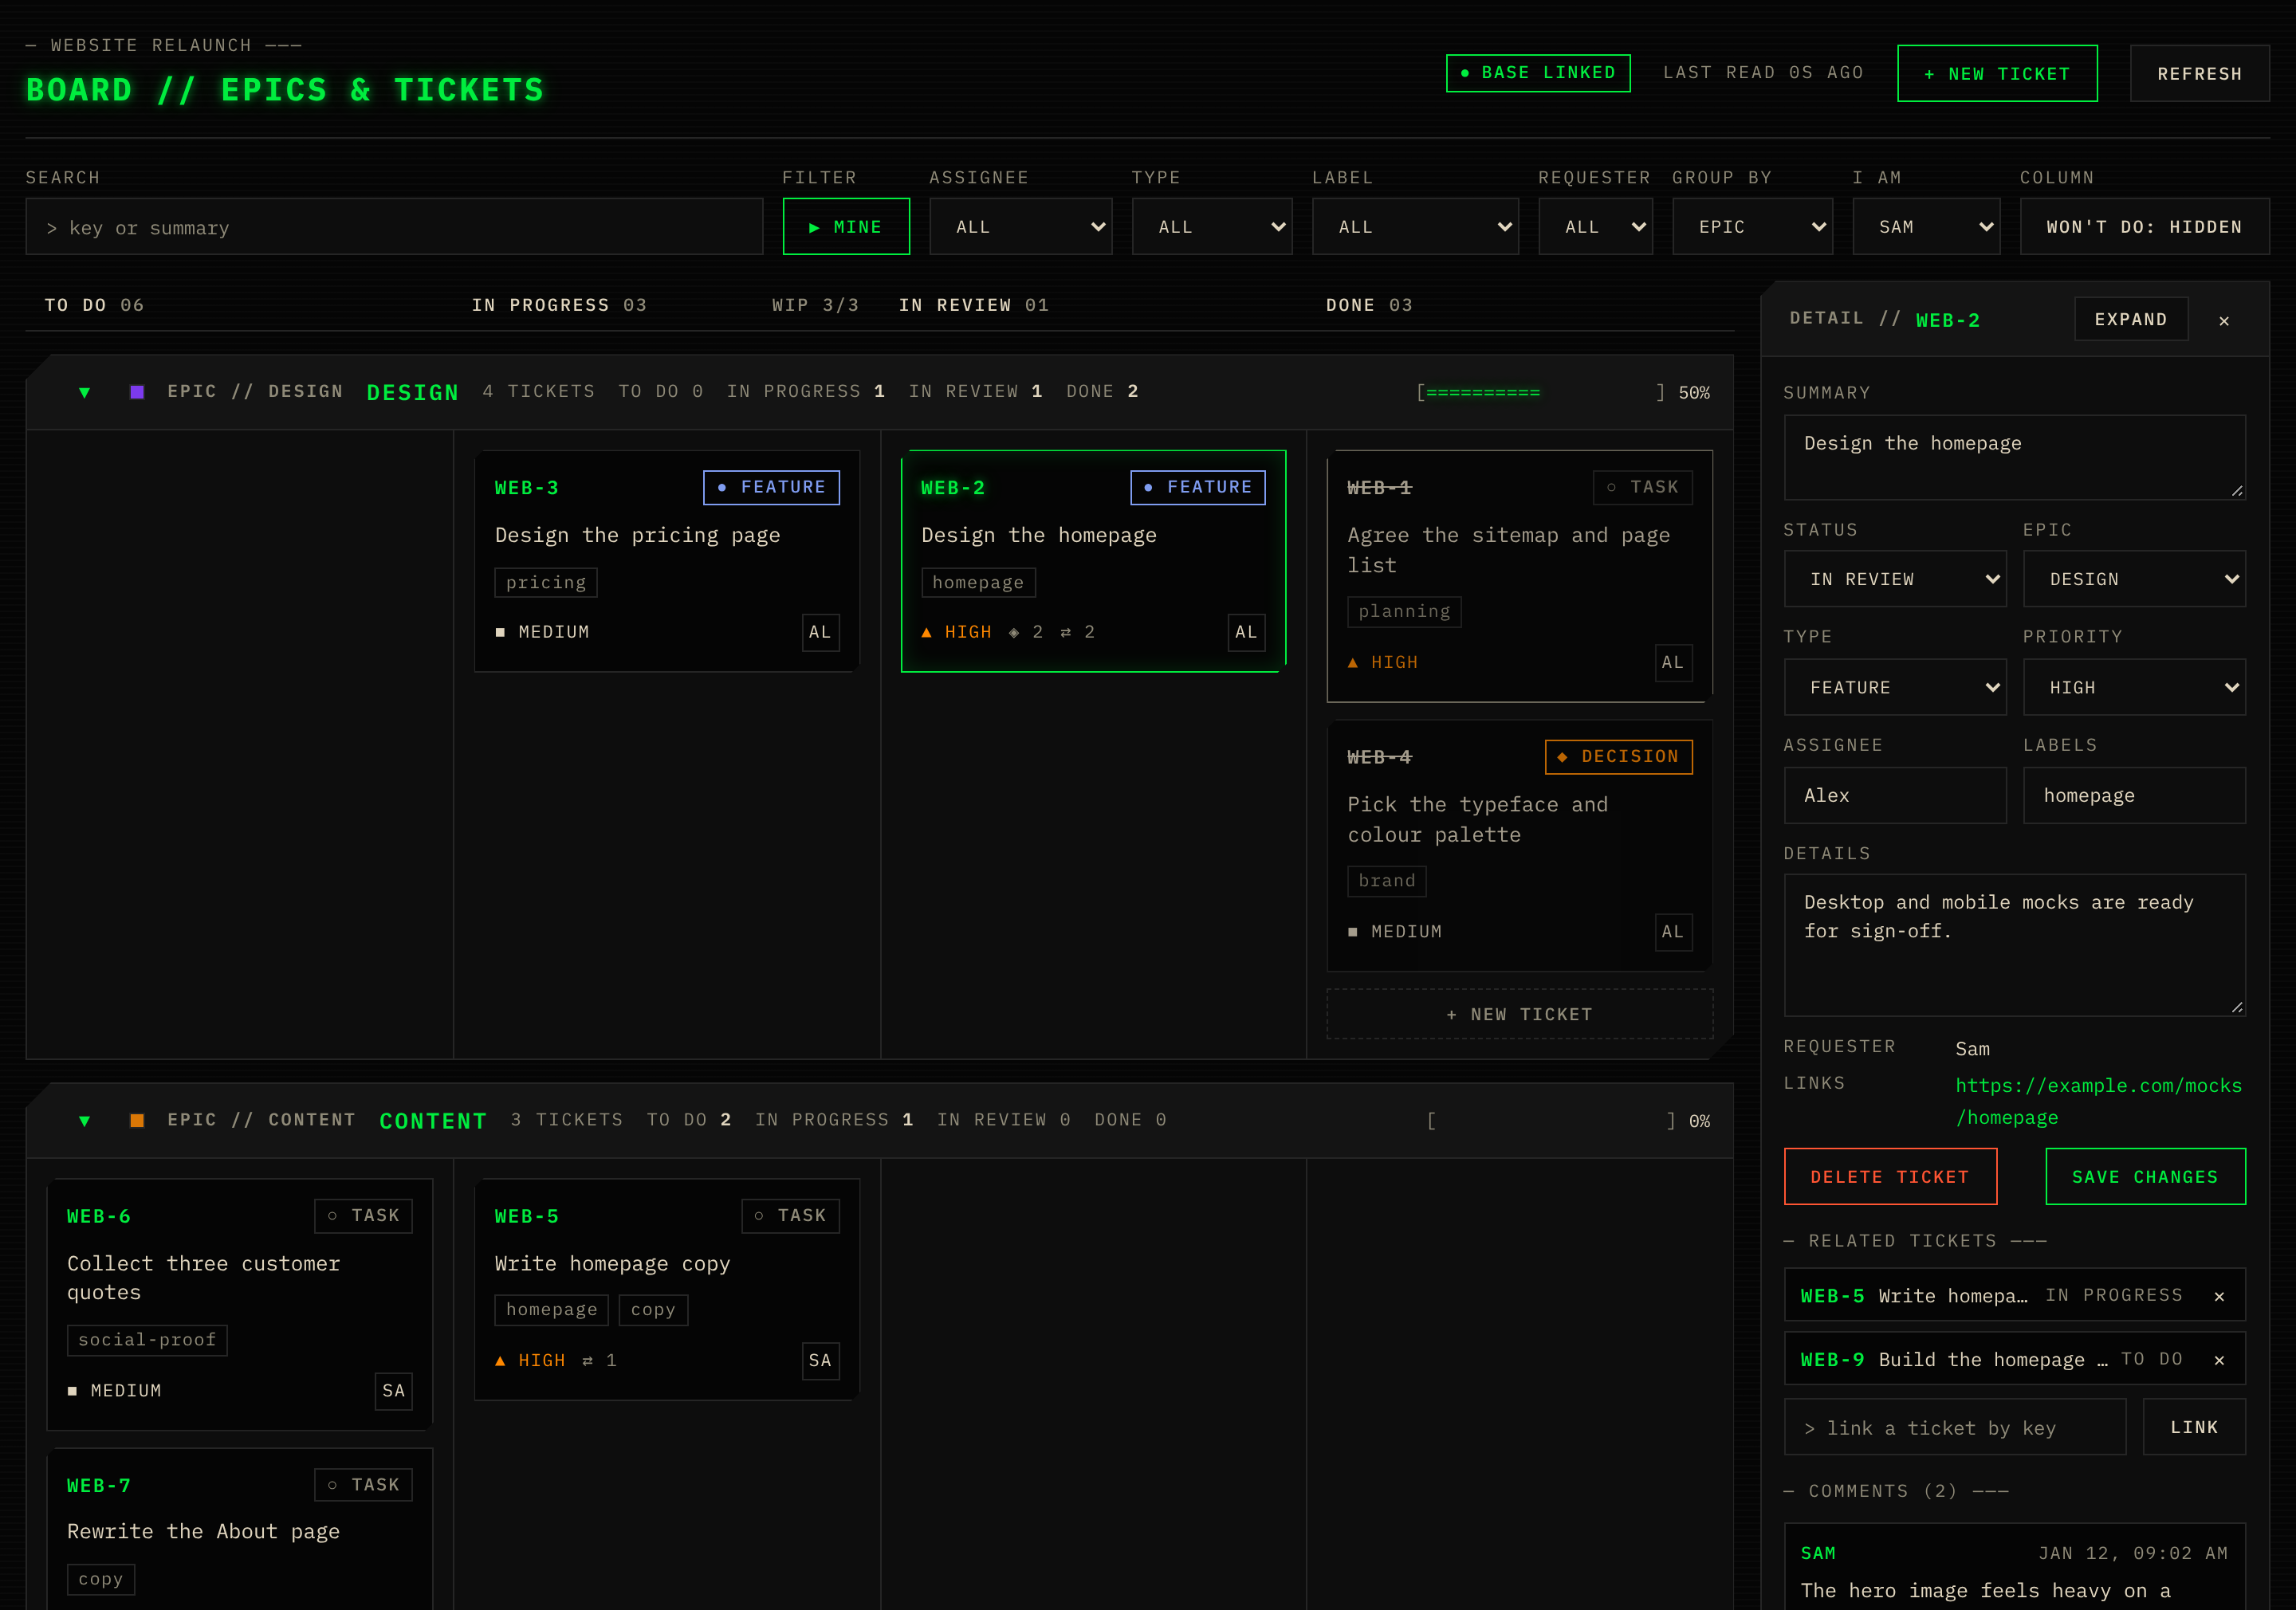 — WEBSITE RELAUNCH ———
BOARD // EPICS & TICKETS
● BASE LINKED
LAST READ 0S AGO
+ NEW TICKET
REFRESH
SEARCH
> key or summary
FILTER
▶ MINE
ASSIGNEE
ALL
TYPE
ALL
LABEL
ALL
REQUESTER
ALL
GROUP BY
EPIC
I AM
SAM
COLUMN
WON'T DO: HIDDEN
TO DO 06
IN PROGRESS 03
WIP 3/3
IN REVIEW 01
DONE 03
▼ ■ EPIC // DESIGN DESIGN 4 TICKETS TO DO 0 IN PROGRESS 1 IN REVIEW 1 DONE 2 [========== ] 50%
WEB-3
● FEATURE
Design the pricing page
pricing
■ MEDIUM
AL
WEB-2
● FEATURE
Design the homepage
homepage
▲ HIGH ◈ 2 ⇄ 2
AL
WEB-1
○ TASK
Agree the sitemap and page
list
planning
▲ HIGH
AL
WEB-4
◆ DECISION
Pick the typeface and
colour palette
brand
■ MEDIUM
AL
+ NEW TICKET
▼ ■ EPIC // CONTENT CONTENT 3 TICKETS TO DO 2 IN PROGRESS 1 IN REVIEW 0 DONE 0 [ ] 0%
WEB-6
○ TASK
Collect three customer
quotes
social-proof
■ MEDIUM
SA
WEB-7
○ TASK
Rewrite the About page
copy
WEB-5
○ TASK
Write homepage copy
homepage
copy
▲ HIGH ⇄ 1
SA
DETAIL // WEB-2
EXPAND
×
SUMMARY
Design the homepage
STATUS
IN REVIEW
EPIC
DESIGN
TYPE
FEATURE
PRIORITY
HIGH
ASSIGNEE
Alex
LABELS
homepage
DETAILS
Desktop and mobile mocks are ready
for sign-off.
REQUESTER
Sam
LINKS
https://example.com/mocks
/homepage
DELETE TICKET
SAVE CHANGES
— RELATED TICKETS ———
WEB-5 Write homepa… IN PROGRESS ×
WEB-9 Build the homepage … TO DO ×
> link a ticket by key
LINK
— COMMENTS (2) ———
SAM
JAN 12, 09:02 AM
The hero image feels heavy on a